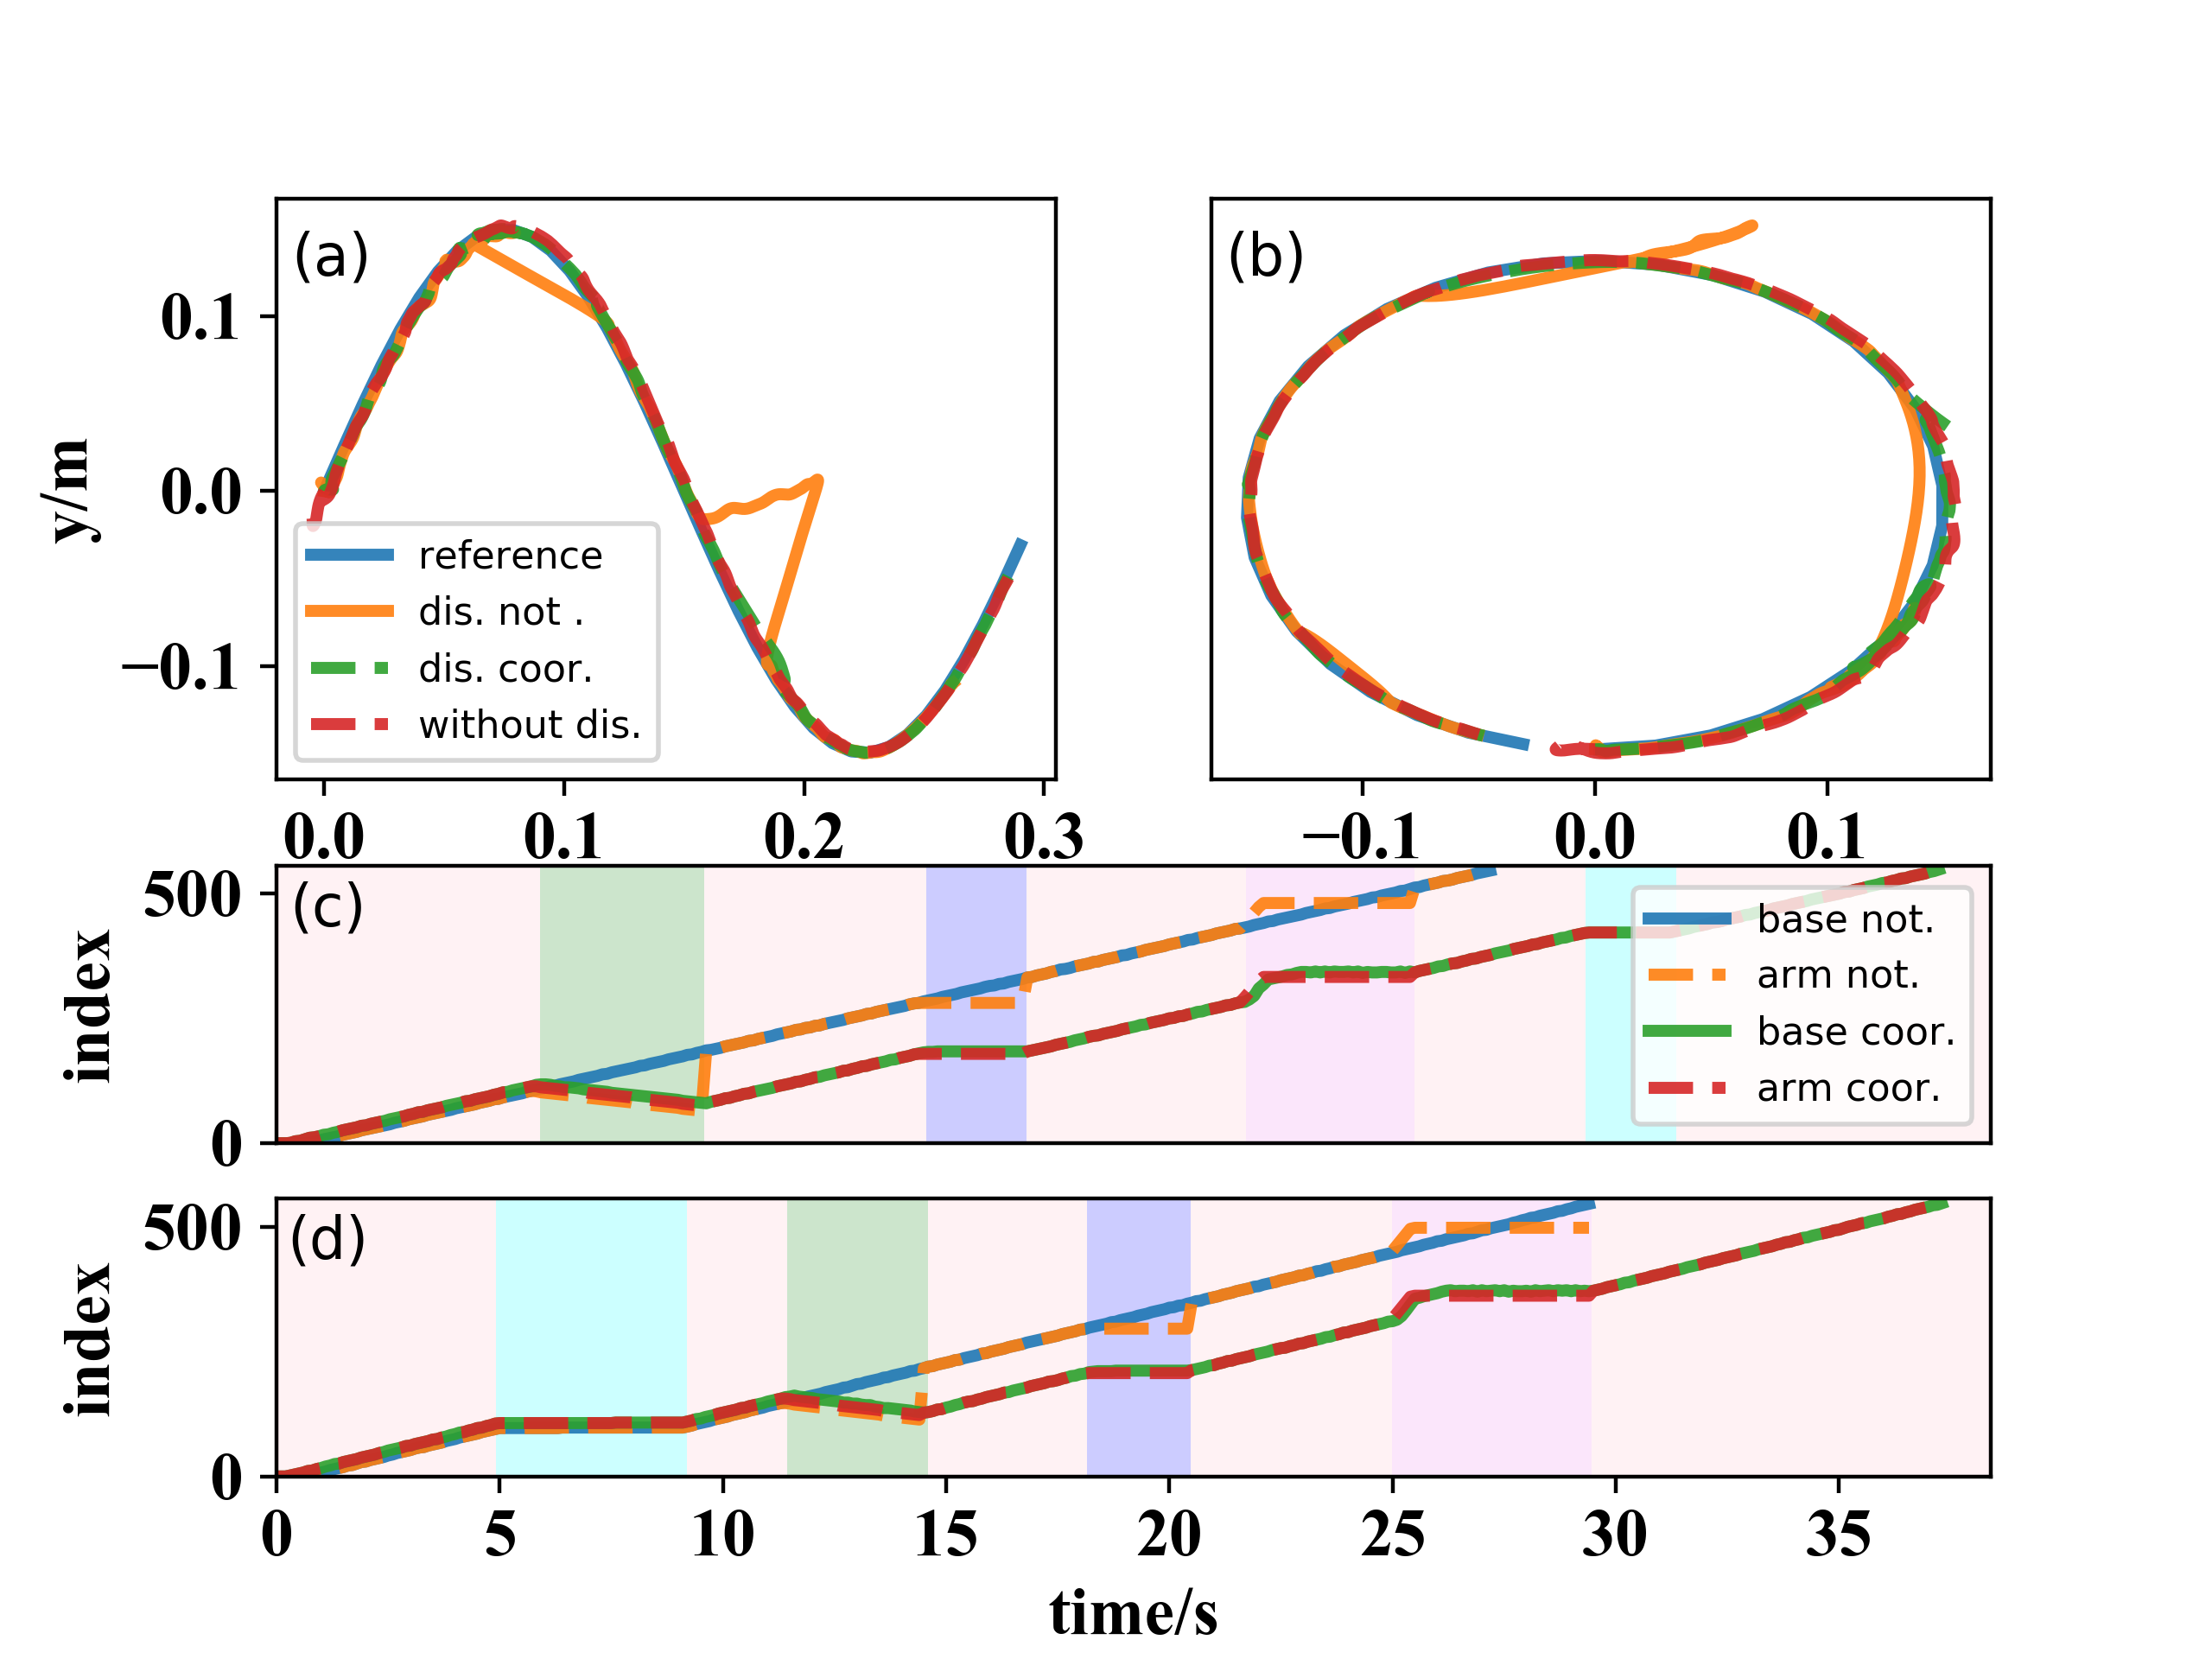 (a)
(b)
y/m
0.1
0.0
−0.1
reference
dis. not .
dis. coor.
without dis.
0.0 0.1 0.2 0.3
−0.1 0.0 0.1
(c)
index
500
0
base not.
arm not.
base coor.
arm coor.
(d)
index
500
0
0 5 10 15 20 25 30 35
time/s